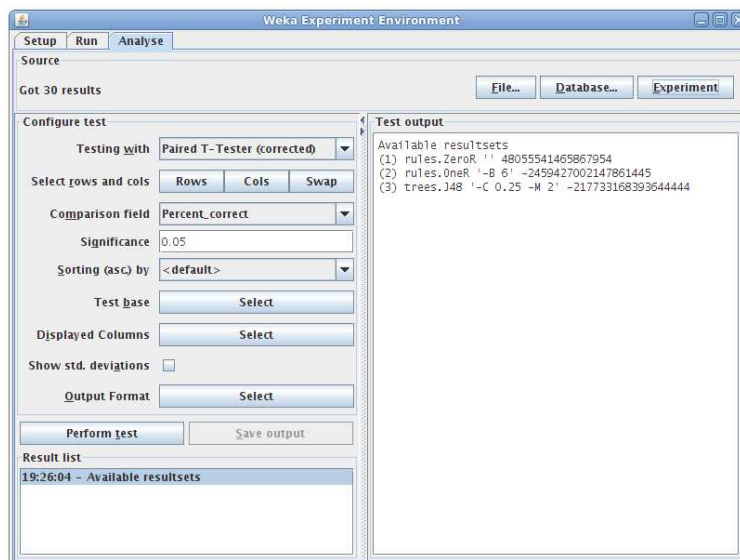 Weka Experiment Environment
Setup Run Analyse
Source
Got 30 results
File... Database... Experiment
Configure test
Testing with Paired T-Tester (corrected)
Select rows and cols Rows Cols Swap
Comparison field Percent_correct
Significance 0.05
Sorting (asc.) by <default>
Test base Select
Displayed Columns Select
Show std. deviations
Output Format Select
Perform test Save output
Result list
19:26:04 - Available resultsets
Test output
Available resultsets
(1) rules.ZeroR '' 48055541465867954
(2) rules.OneR '-B 6' -2459427002147861445
(3) trees.J48 '-C 0.25 -M 2' -217733168393644444